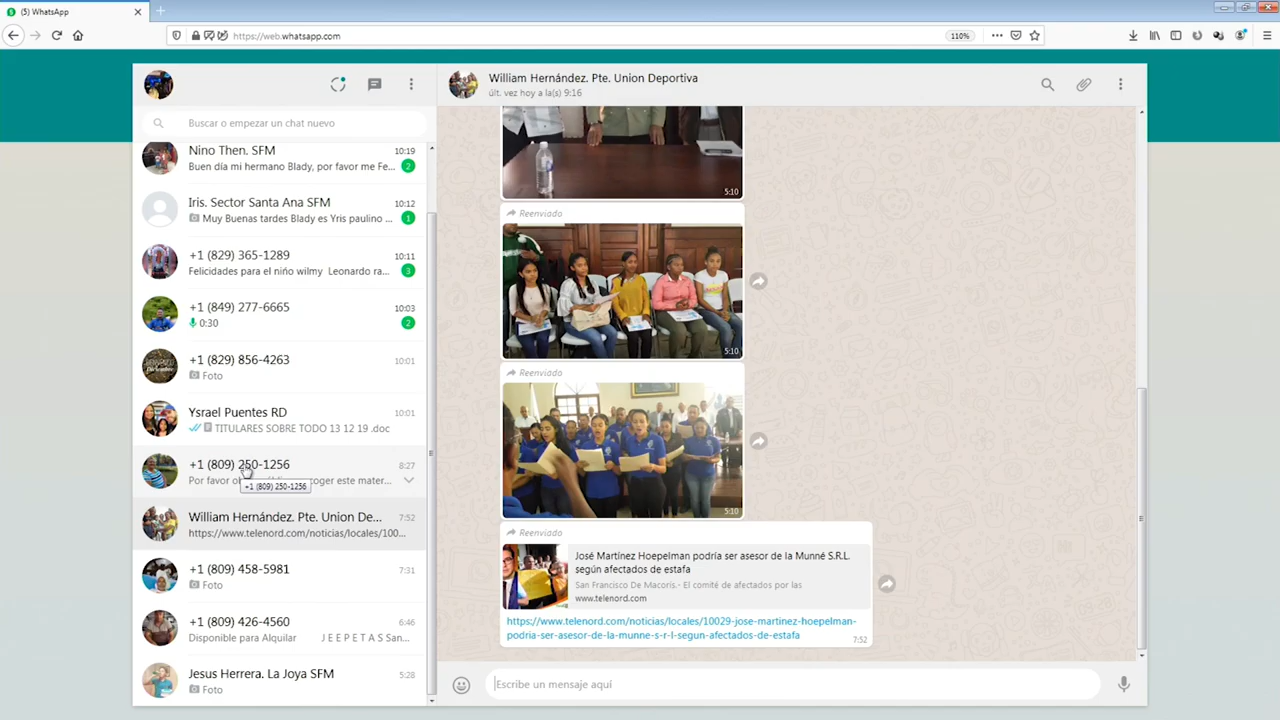 (5) WhatsApp
https://web.whatsapp.com
110%
William Hernández. Pte. Union Deportiva
últ. vez hoy a la(s) 9:16
Buscar o empezar un chat nuevo
Nino Then. SFM 10:19
Buen día mi hermano Blady, por favor me Fe... 2
Iris. Sector Santa Ana SFM 10:12
Muy Buenas tardes Blady es Yris paulino ... 1
+1 (829) 365-1289 10:11
Felicidades para el niño wilmy Leonardo ra... 3
+1 (849) 277-6665 10:03
0:30 2
+1 (829) 856-4263 10:01
Foto
Ysrael Puentes RD 10:01
TITULARES SOBRE TODO 13 12 19 .doc
+1 (809) 250-1256 8:27
Por favor oger este mater...
+1 (809) 250-1256
William Hernández. Pte. Union De... 7:52
https://www.telenord.com/noticias/locales/100...
+1 (809) 458-5981 7:31
Foto
+1 (809) 426-4560 6:46
Disponible para Alquilar J E E P E T A S San...
Jesus Herrera. La Joya SFM 5:28
Foto
5:10
Reenviado
5:10
Reenviado
5:10
Reenviado
José Martínez Hoepelman podría ser asesor de la Munné S.R.L.
según afectados de estafa
San Francisco De Macorís.- El comité de afectados por las
www.telenord.com
https://www.telenord.com/noticias/locales/10029-jose-martinez-hoepelman-
podria-ser-asesor-de-la-munne-s-r-l-segun-afectados-de-estafa
7:52
Escribe un mensaje aquí